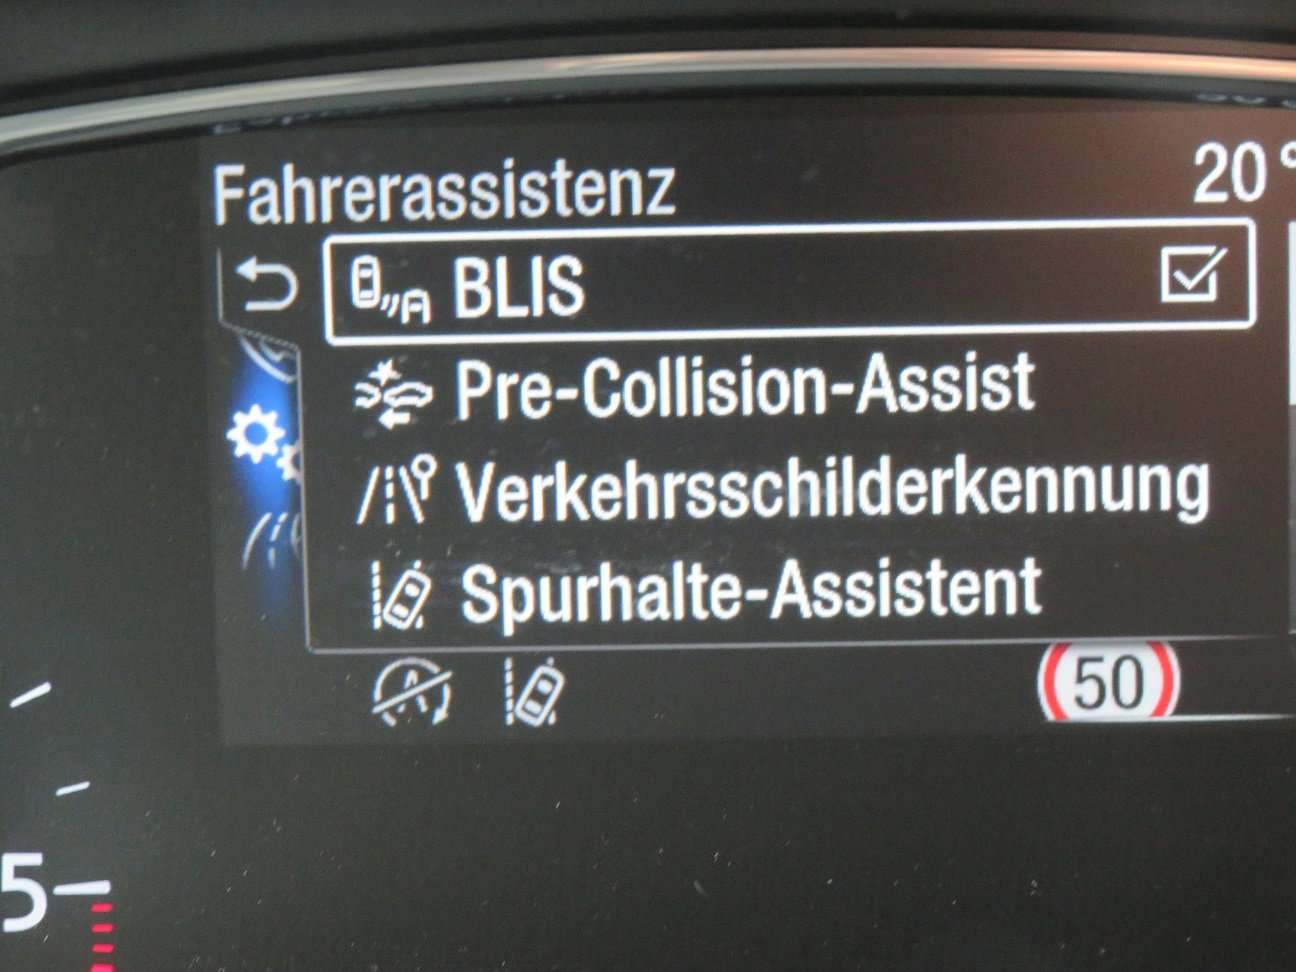 Fahrerassistenz 20°
BLIS
Pre-Collision-Assist
Verkehrsschilderkennung
Spurhalte-Assistent
50
5